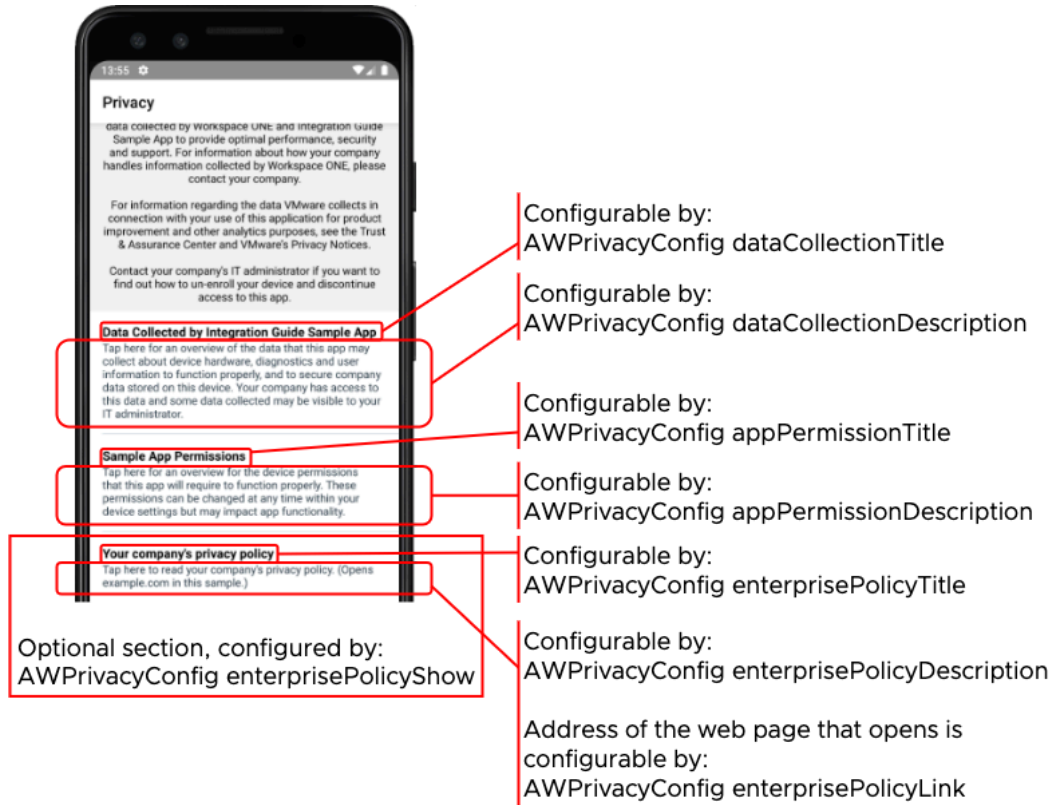 13:55
Privacy
data collected by Workspace ONE and Integration Guide
Sample App to provide optimal performance, security
and support. For information about how your company
handles information collected by Workspace ONE, please
contact your company.
For information regarding the data VMware collects in
connection with your use of this application for product
improvement and other analytics purposes, see the Trust
& Assurance Center and VMware's Privacy Notices.
Contact your company's IT administrator if you want to
find out how to un-enroll your device and discontinue
access to this app.
Data Collected by Integration Guide Sample App
Tap here for an overview of the data that this app may
collect about device hardware, diagnostics and user
information to function properly, and to secure company
data stored on this device. Your company has access to
this data and some data collected may be visible to your
IT administrator.
Sample App Permissions
Tap here for an overview for the device permissions
that this app will require to function properly. These
permissions can be changed at any time within your
device settings but may impact app functionality.
Your company's privacy policy
Tap here to read your company's privacy policy. (Opens
example.com in this sample.)
Optional section, configured by:
AWPrivacyConfig enterprisePolicyShow
Configurable by:
AWPrivacyConfig dataCollectionTitle
Configurable by:
AWPrivacyConfig dataCollectionDescription
Configurable by:
AWPrivacyConfig appPermissionTitle
Configurable by:
AWPrivacyConfig appPermissionDescription
Configurable by:
AWPrivacyConfig enterprisePolicyTitle
Configurable by:
AWPrivacyConfig enterprisePolicyDescription
Address of the web page that opens is
configurable by:
AWPrivacyConfig enterprisePolicyLink